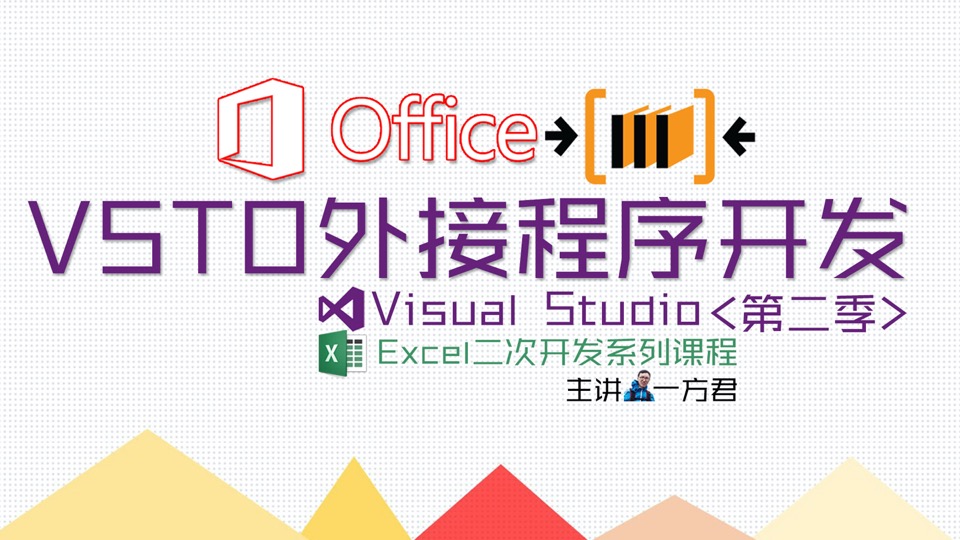 Office
VSTO外接程序开发
Visual Studio<第二季>
X
Excel二次开发系列课程
主讲 一方君